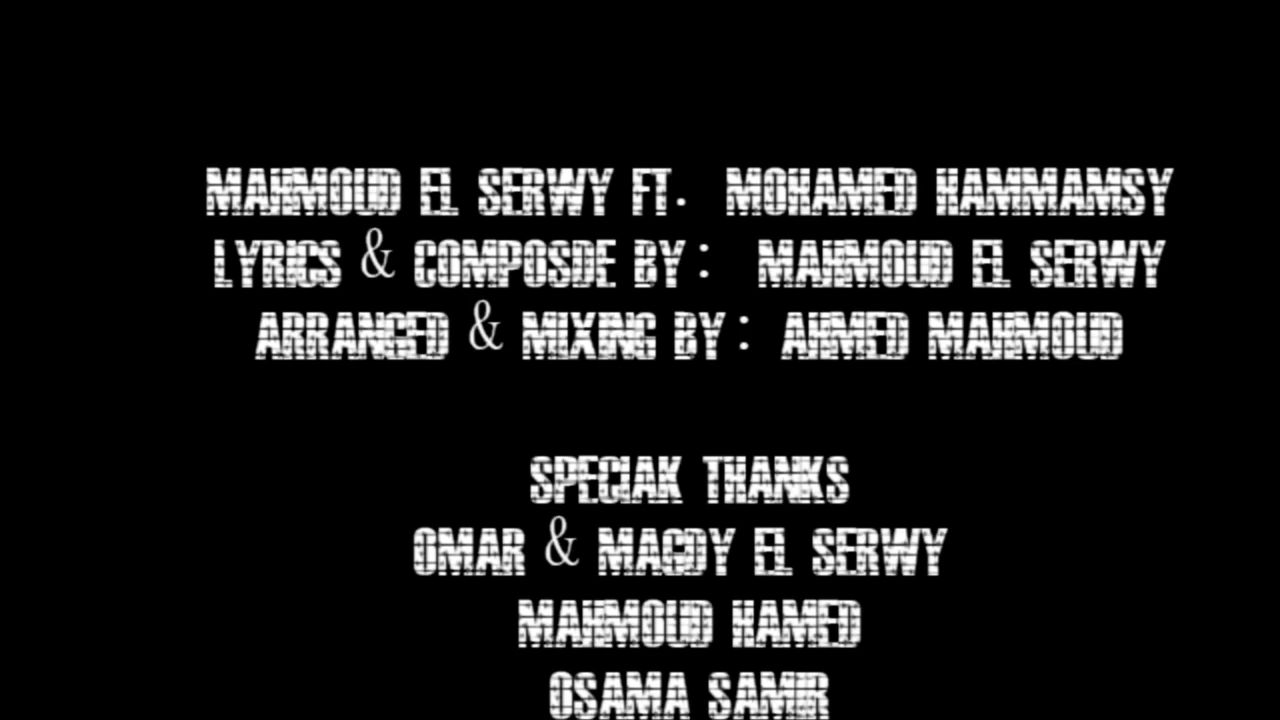 MAHMOUD EL SERWY FT. MOHAMED HAMMAMSY
LYRICS & COMPOSDE BY : MAHMOUD EL SERWY
ARRANGED & MIXING BY : AHMED MAHMOUD
SPECIAK THANKS
OMAR & MAGDY EL SERWY
MAHMOUD HAMED
OSAMA SAMIR